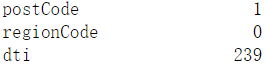 postCode 1
regionCode 0
dti 239